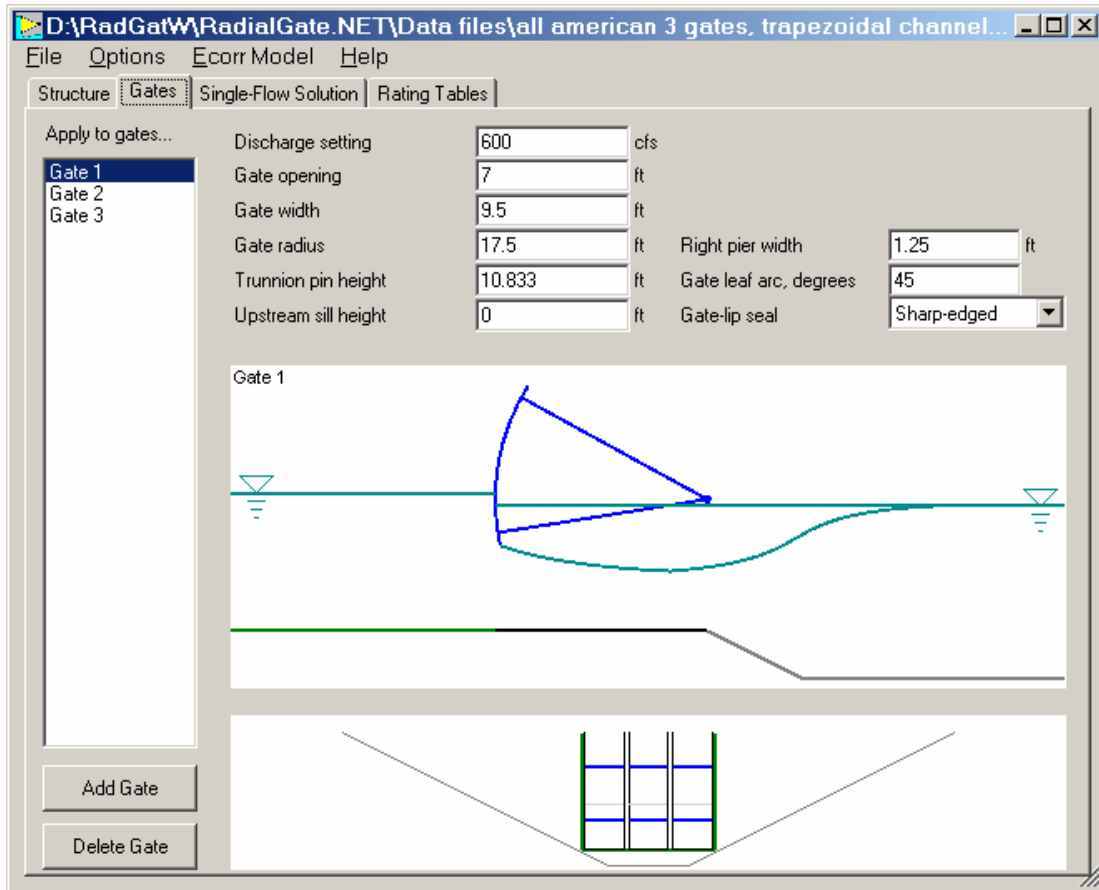 D:\RadGatW\RadialGate.NET\Data files\all american 3 gates, trapezoidal channel...
File Options Ecorr Model Help
Structure Gates Single-Flow Solution Rating Tables
Apply to gates...
Gate 1
Gate 2
Gate 3
Add Gate
Delete Gate
Discharge setting 600 cfs
Gate opening 7 ft
Gate width 9.5 ft
Gate radius 17.5 ft Right pier width 1.25 ft
Trunnion pin height 10.833 ft Gate leaf arc, degrees 45
Upstream sill height 0 ft Gate-lip seal Sharp-edged
Gate 1